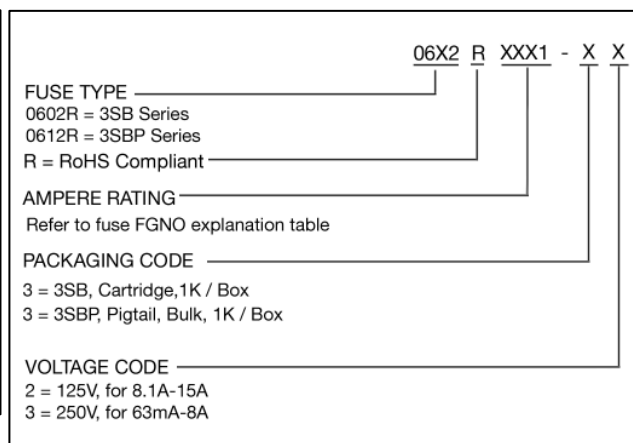 06X2 R XXX1 - X X
FUSE TYPE
0602R = 3SB Series
0612R = 3SBP Series
R = RoHS Compliant
AMPERE RATING
Refer to fuse FGNO explanation table
PACKAGING CODE
3 = 3SB, Cartridge,1K / Box
3 = 3SBP, Pigtail, Bulk, 1K / Box
VOLTAGE CODE
2 = 125V, for 8.1A-15A
3 = 250V, for 63mA-8A